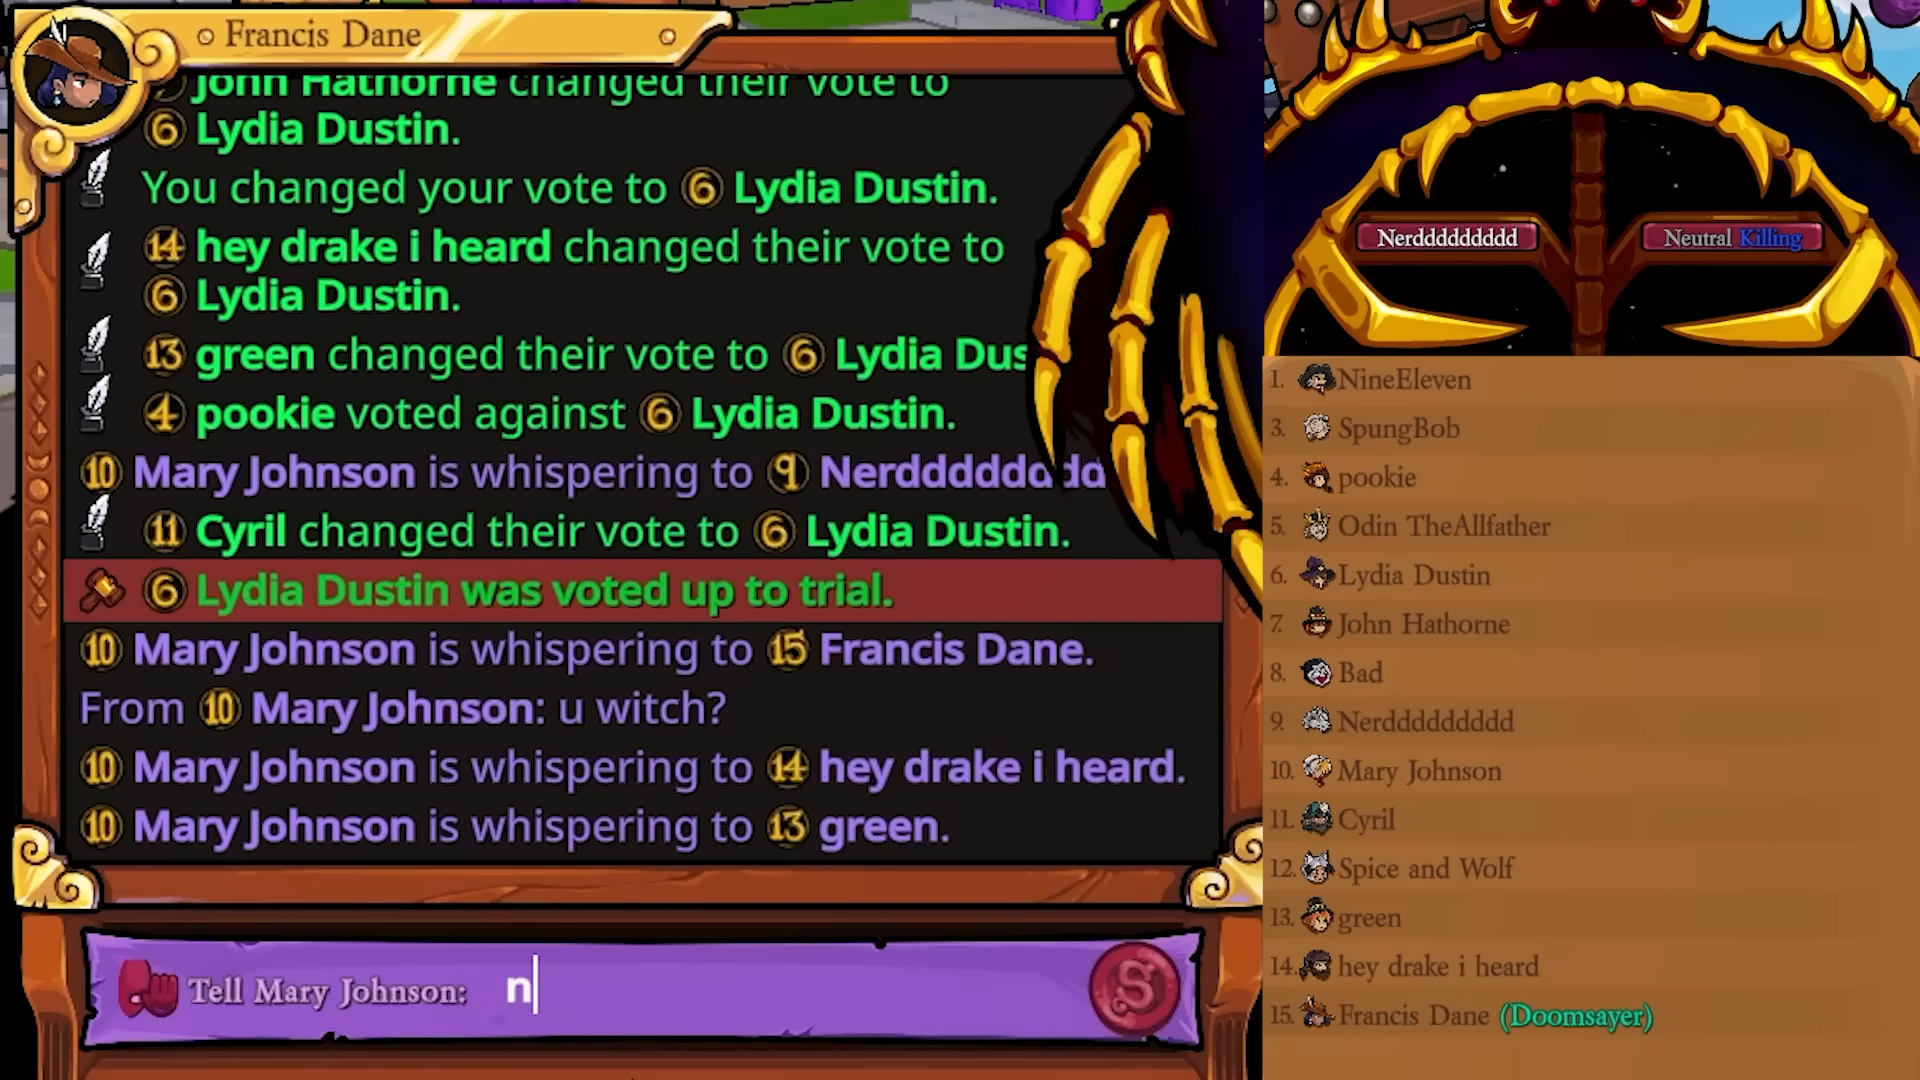 Francis Dane
John Hathorne changed their vote to
6 Lydia Dustin.
You changed your vote to 6 Lydia Dustin.
14 hey drake i heard changed their vote to
6 Lydia Dustin.
13 green changed their vote to 6 Lydia Dus
4 pookie voted against 6 Lydia Dustin.
10 Mary Johnson is whispering to 9 Nerddddddddd
11 Cyril changed their vote to 6 Lydia Dustin.
6 Lydia Dustin was voted up to trial.
10 Mary Johnson is whispering to 15 Francis Dane.
From 10 Mary Johnson: u witch?
10 Mary Johnson is whispering to 14 hey drake i heard.
10 Mary Johnson is whispering to 13 green.
Tell Mary Johnson: n
S
Nerddddddddd
Neutral Killing
1. NineEleven
3. SpungBob
4. pookie
5. Odin TheAllfather
6. Lydia Dustin
7. John Hathorne
8. Bad
9. Nerddddddddd
10. Mary Johnson
11. Cyril
12. Spice and Wolf
13. green
14. hey drake i heard
15. Francis Dane (Doomsayer)